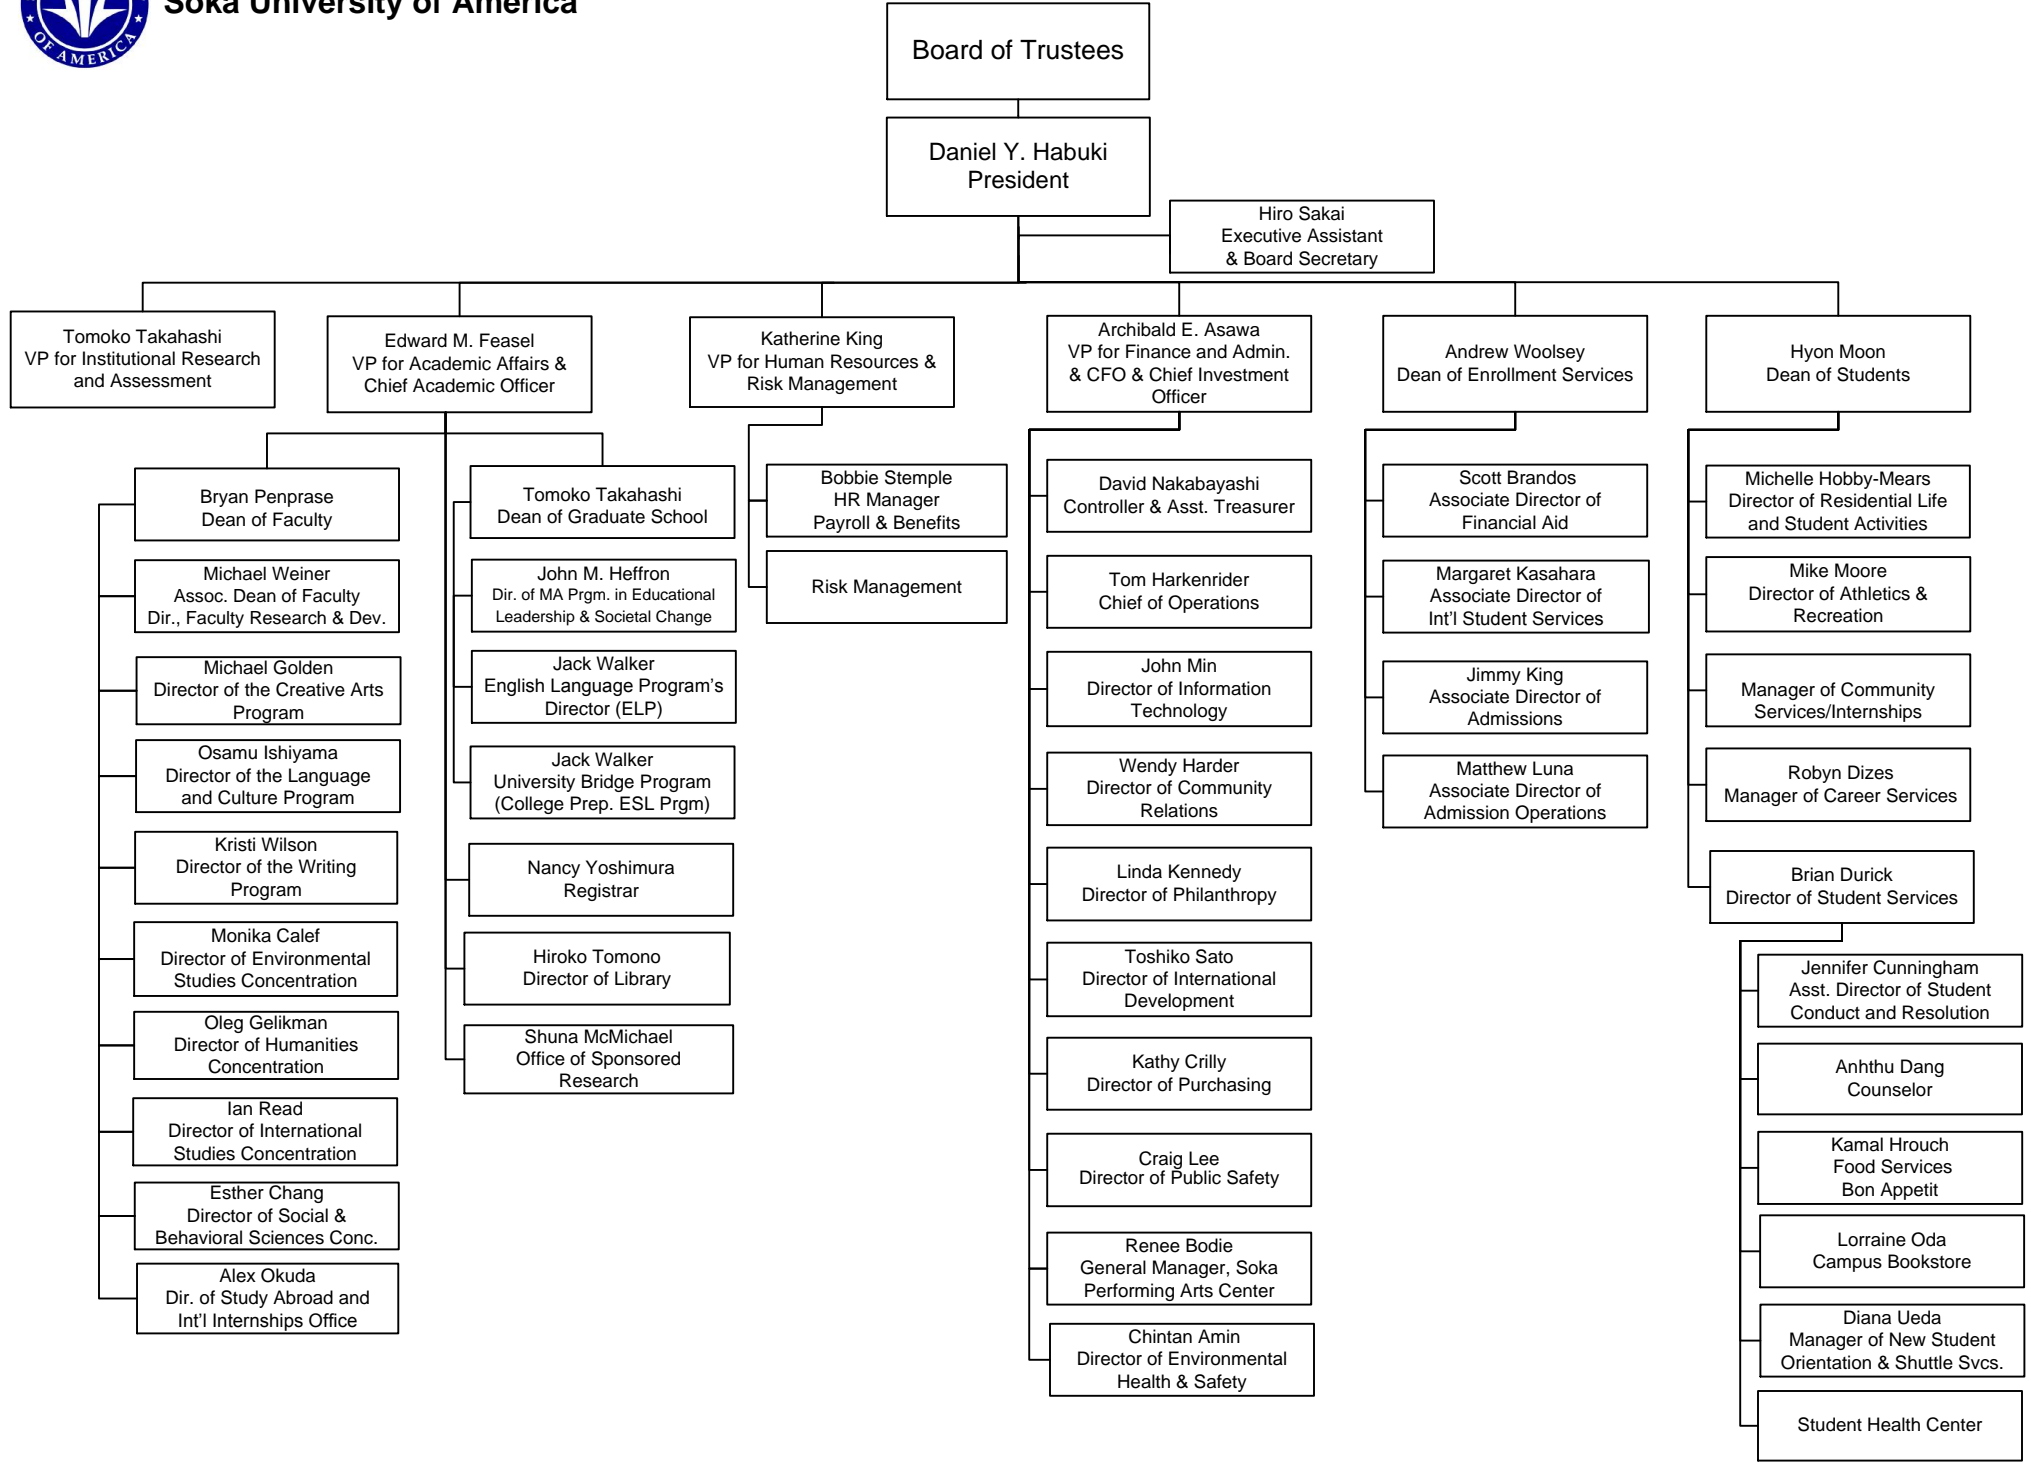 Soka University of America
OF AMERICA
Board of Trustees
Daniel Y. Habuki
President
Hiro Sakai
Executive Assistant
& Board Secretary
Tomoko Takahashi
VP for Institutional Research
and Assessment
Edward M. Feasel
VP for Academic Affairs &
Chief Academic Officer
Katherine King
VP for Human Resources &
Risk Management
Archibald E. Asawa
VP for Finance and Admin.
& CFO & Chief Investment
Officer
Andrew Woolsey
Dean of Enrollment Services
Hyon Moon
Dean of Students
Bryan Penprase
Dean of Faculty
Michael Weiner
Assoc. Dean of Faculty
Dir., Faculty Research & Dev.
Michael Golden
Director of the Creative Arts
Program
Osamu Ishiyama
Director of the Language
and Culture Program
Kristi Wilson
Director of the Writing
Program
Monika Calef
Director of Environmental
Studies Concentration
Oleg Gelikman
Director of Humanities
Concentration
Ian Read
Director of International
Studies Concentration
Esther Chang
Director of Social &
Behavioral Sciences Conc.
Alex Okuda
Dir. of Study Abroad and
Int'l Internships Office
Tomoko Takahashi
Dean of Graduate School
John M. Heffron
Dir. of MA Prgm. in Educational
Leadership & Societal Change
Jack Walker
English Language Program's
Director (ELP)
Jack Walker
University Bridge Program
(College Prep. ESL Prgm)
Nancy Yoshimura
Registrar
Hiroko Tomono
Director of Library
Shuna McMichael
Office of Sponsored
Research
Bobbie Stemple
HR Manager
Payroll & Benefits
Risk Management
David Nakabayashi
Controller & Asst. Treasurer
Tom Harkenrider
Chief of Operations
John Min
Director of Information
Technology
Wendy Harder
Director of Community
Relations
Linda Kennedy
Director of Philanthropy
Toshiko Sato
Director of International
Development
Kathy Crilly
Director of Purchasing
Craig Lee
Director of Public Safety
Renee Bodie
General Manager, Soka
Performing Arts Center
Chintan Amin
Director of Environmental
Health & Safety
Scott Brandos
Associate Director of
Financial Aid
Margaret Kasahara
Associate Director of
Int'l Student Services
Jimmy King
Associate Director of
Admissions
Matthew Luna
Associate Director of
Admission Operations
Michelle Hobby-Mears
Director of Residential Life
and Student Activities
Mike Moore
Director of Athletics &
Recreation
Manager of Community
Services/Internships
Robyn Dizes
Manager of Career Services
Brian Durick
Director of Student Services
Jennifer Cunningham
Asst. Director of Student
Conduct and Resolution
Anhthu Dang
Counselor
Kamal Hrouch
Food Services
Bon Appetit
Lorraine Oda
Campus Bookstore
Diana Ueda
Manager of New Student
Orientation & Shuttle Svcs.
Student Health Center